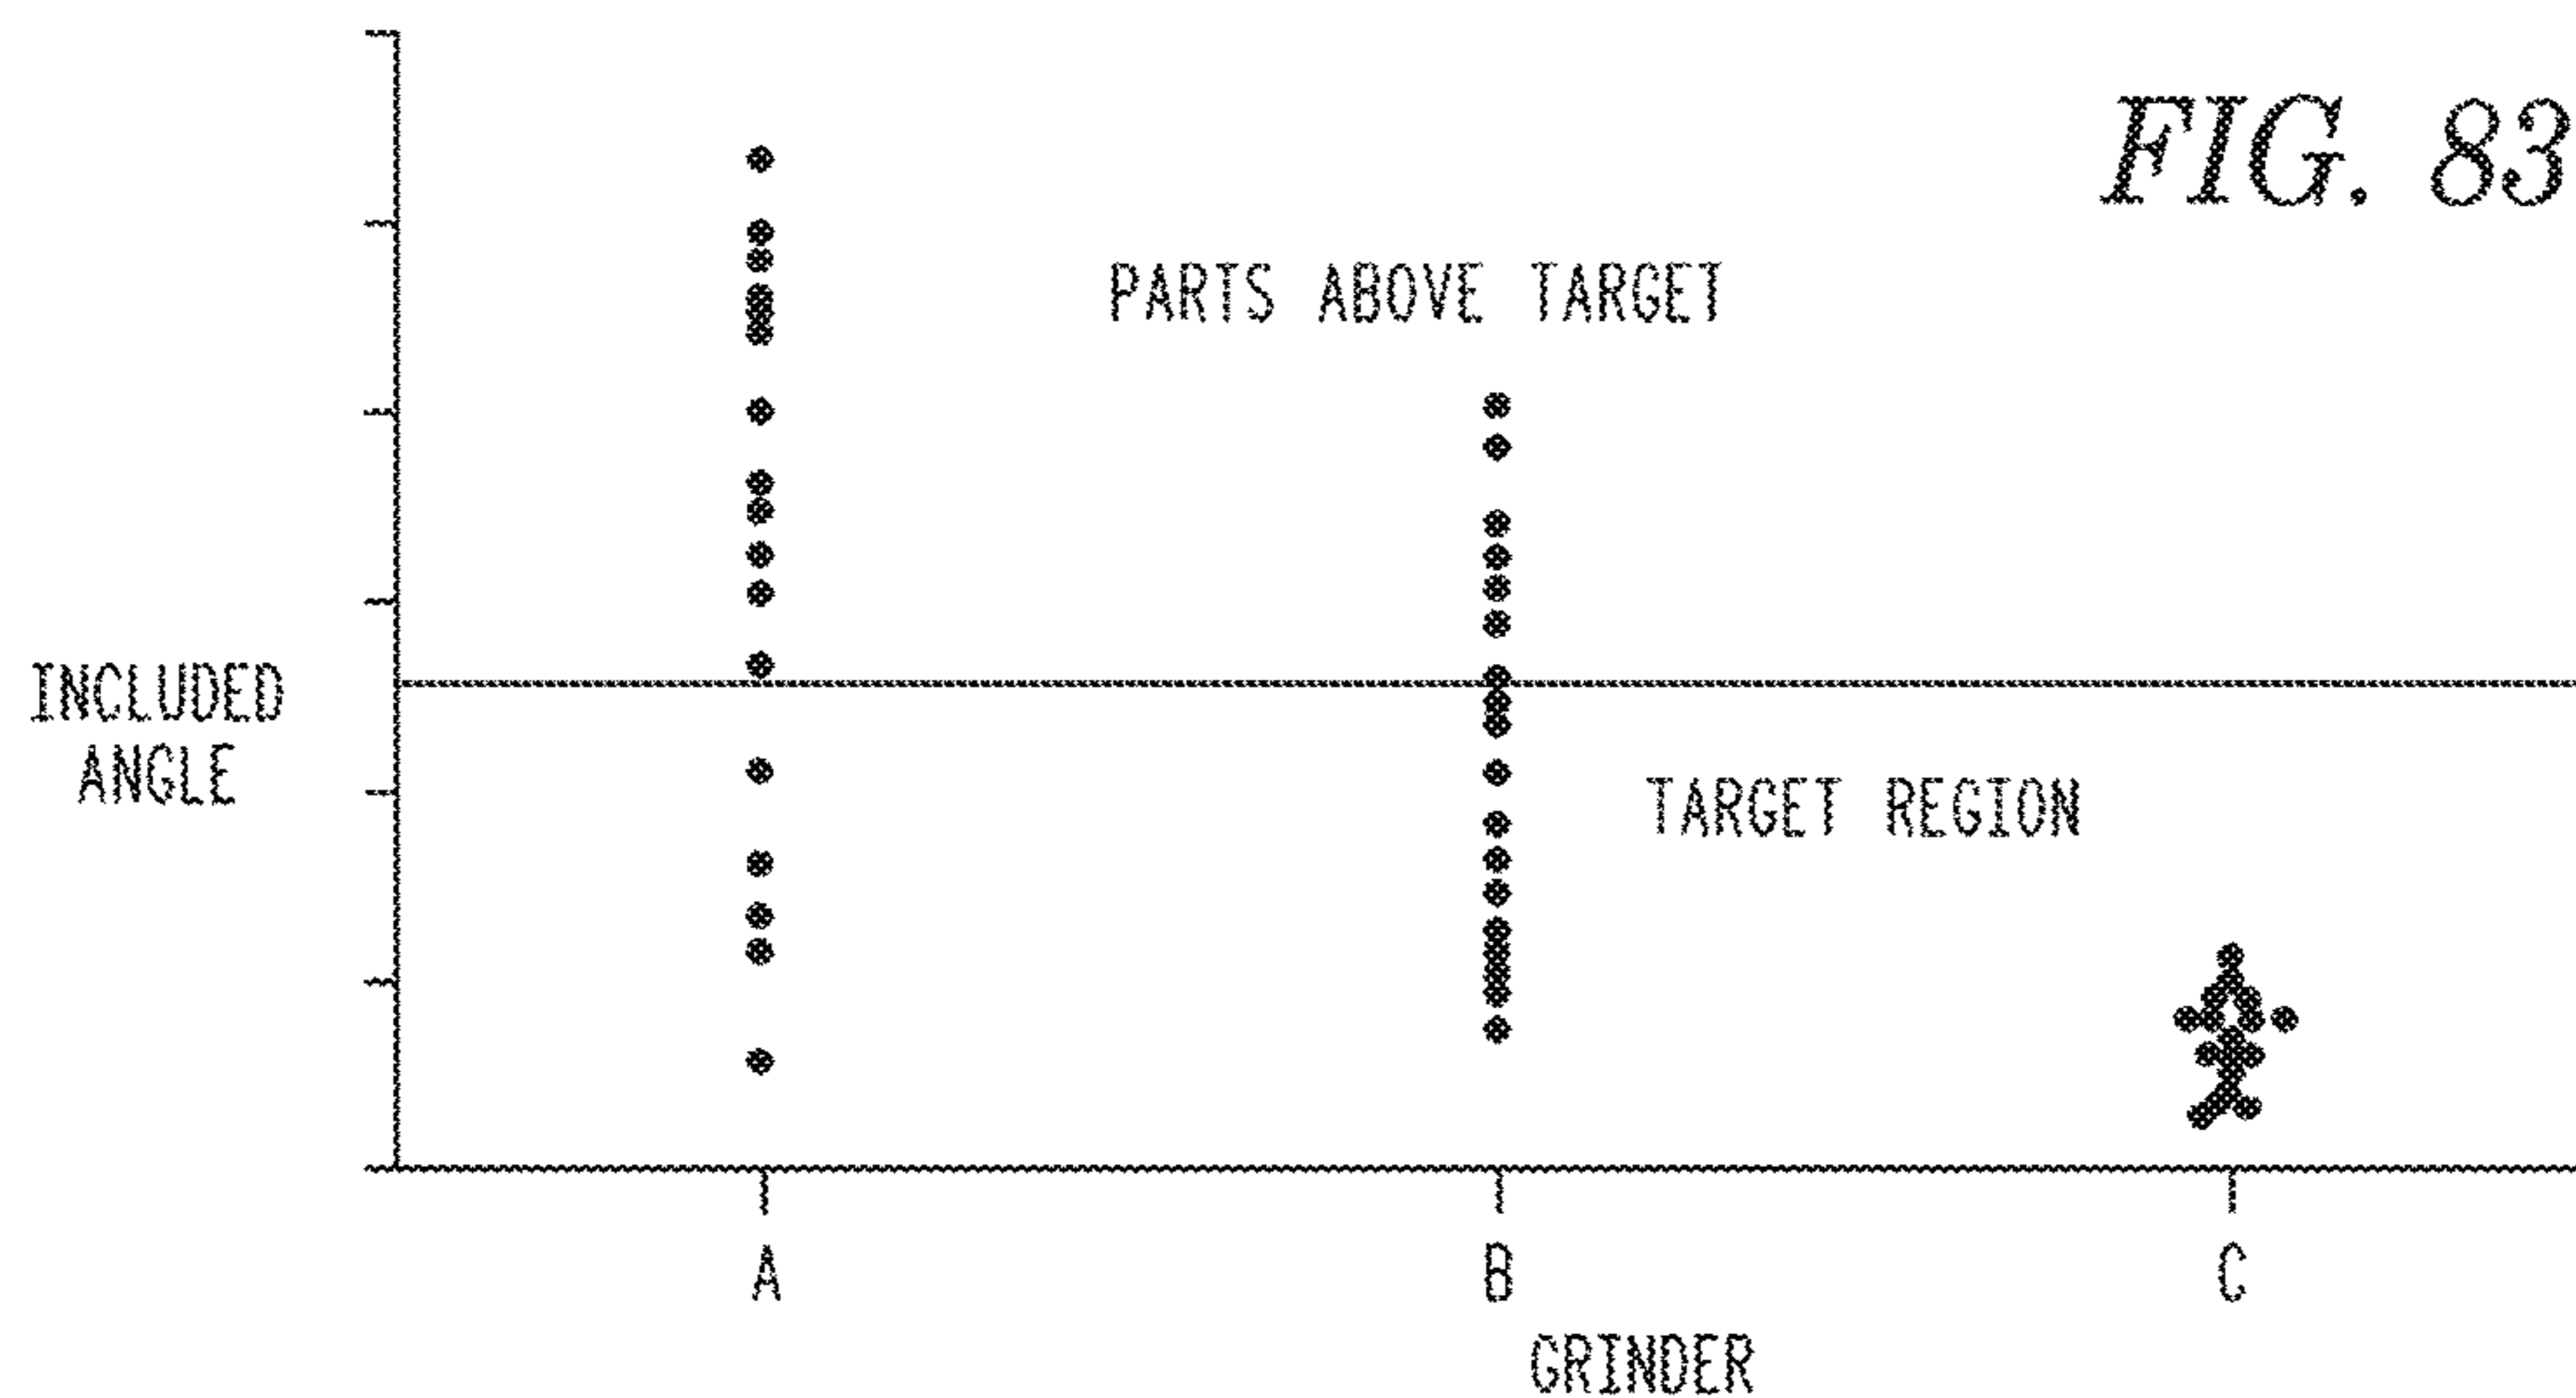 FIG. 83
PARTS ABOVE TARGET
INCLUDED
ANGLE
TARGET REGION
A
B
C
GRINDER